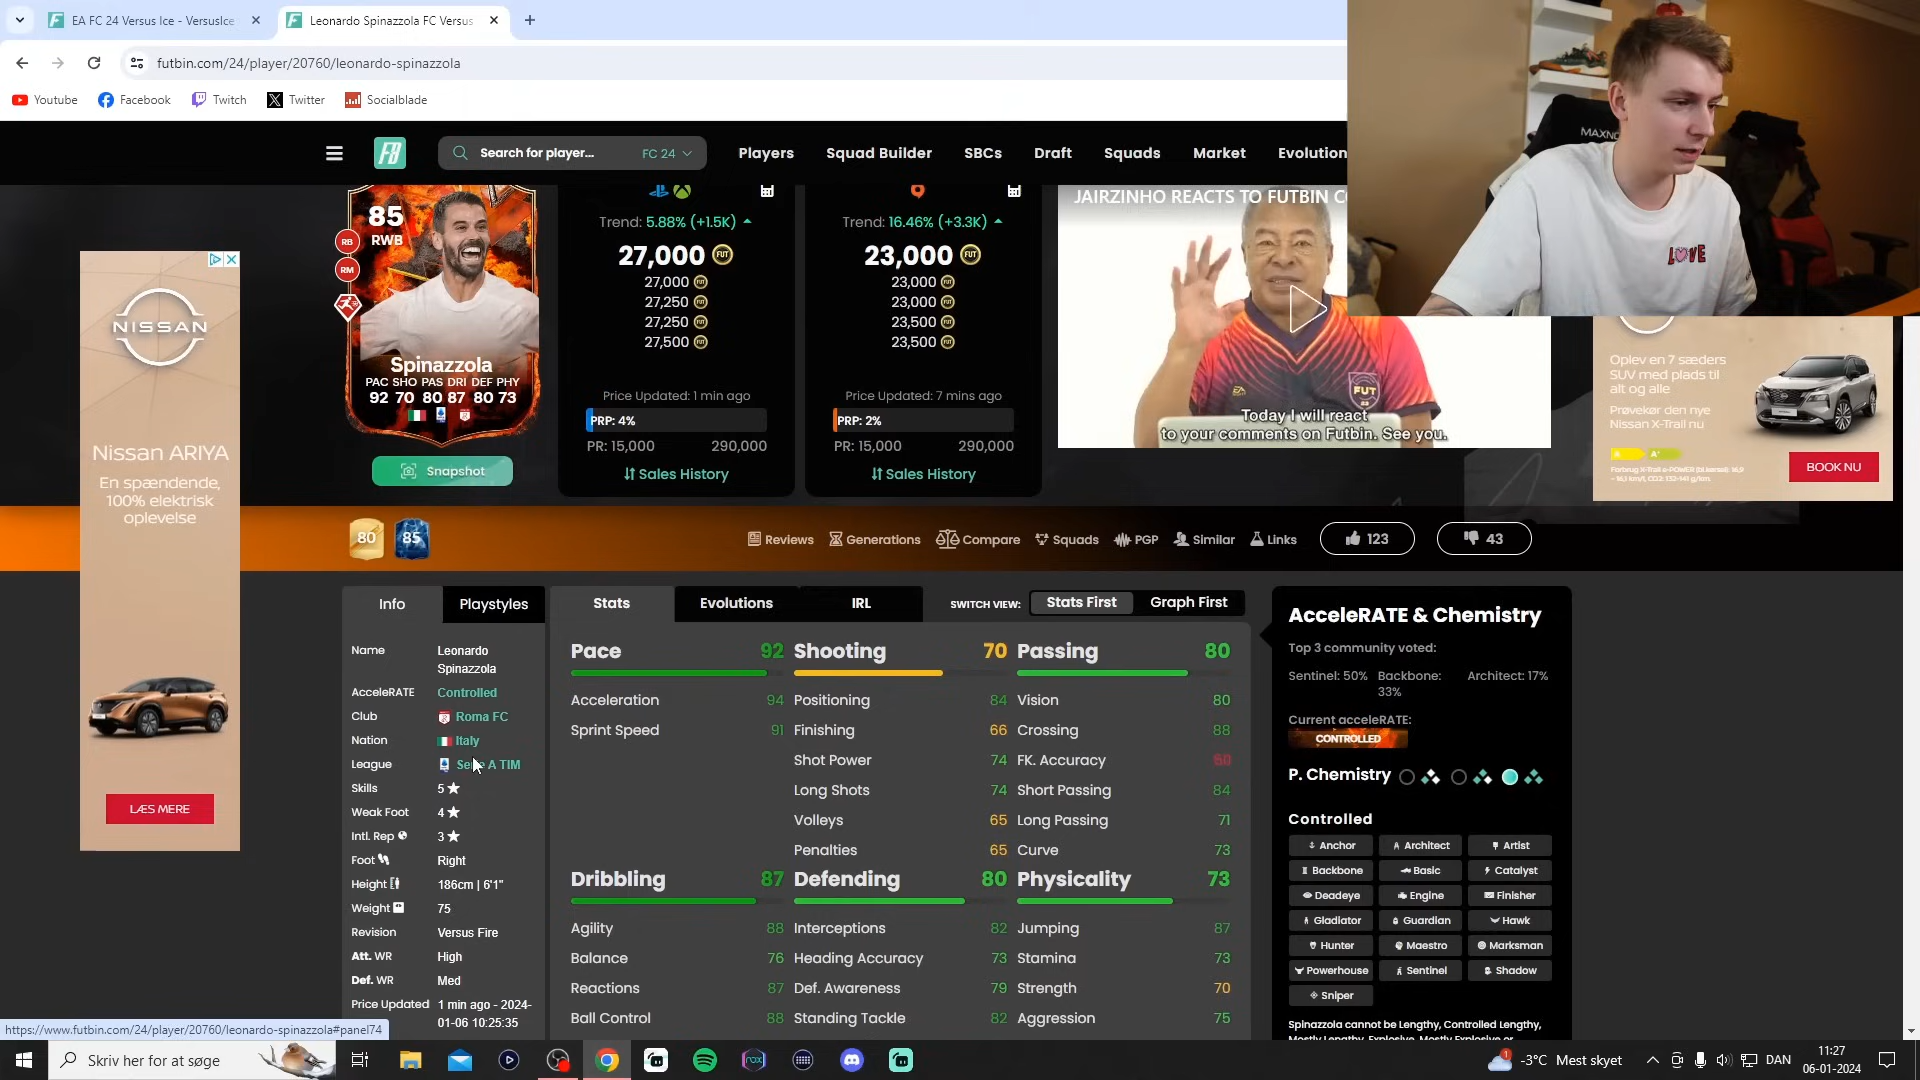 EA FC 24 Versus Ice - VersusIce
Leonardo Spinazzola FC Versus
futbin.com/24/player/20760/leonardo-spinazzola
Youtube Facebook Twitch Twitter Socialblade
Search for player... FC 24 Players Squad Builder SBCs Draft Squads Market Evolution
85
RWB
RB
RM
Spinazzola
PAC SHO PAS DRI DEF PHY
92 70 80 87 80 73
Snapshot
Trend: 5.88% (+1.5K)
27,000
27,000
27,250
27,250
27,500
Price Updated: 1 min ago
PRP: 4%
PR: 15,000 290,000
Sales History
Trend: 16.46% (+3.3K)
23,000
23,000
23,000
23,500
23,500
Price Updated: 7 mins ago
PRP: 2%
PR: 15,000 290,000
Sales History
JAIRZINHO REACTS TO FUTBIN CO
FUT
Today I will react
to your comments on Futbin. See you.
LOVE
NISSAN
Nissan ARIYA
En spændende,
100% elektrisk
oplevelse
LÆS MERE
Oplev en 7 sæders
SUV med plads til
alt og alle
Prøvekør den nye
Nissan X-Trail nu
BOOK NU
80 85
Reviews Generations Compare Squads PGP Similar Links 123 43
Info Playstyles
Name Leonardo
Spinazzola
AcceleRATE Controlled
Club Roma FC
Nation Italy
League Serie A TIM
Skills 5
Weak Foot 4
Intl. Rep 3
Foot Right
Height 186cm | 6'1"
Weight 75
Revision Versus Fire
Att. WR High
Def. WR Med
Price Updated 1 min ago - 2024-
01-06 10:25:35
Stats Evolutions IRL SWITCH VIEW: Stats First Graph First
Pace 92 Shooting 70 Passing 80
Acceleration 94 Positioning 84 Vision 80
Sprint Speed 91 Finishing 66 Crossing 88
Shot Power 74 FK. Accuracy 60
Long Shots 74 Short Passing 84
Volleys 65 Long Passing 71
Penalties 65 Curve 73
Dribbling 87 Defending 80 Physicality 73
Agility 88 Interceptions 82 Jumping 87
Balance 76 Heading Accuracy 73 Stamina 73
Reactions 87 Def. Awareness 79 Strength 70
Ball Control 88 Standing Tackle 82 Aggression 75
AcceleRATE & Chemistry
Top 3 community voted:
Sentinel: 50% Backbone: 33% Architect: 17%
Current acceleRATE:
CONTROLLED
P. Chemistry
Controlled
Anchor Architect Artist
Backbone Basic Catalyst
Deadeye Engine Finisher
Gladiator Guardian Hawk
Hunter Maestro Marksman
Powerhouse Sentinel Shadow
Sniper
Spinazzola cannot be Lengthy, Controlled Lengthy,
Mostly Lengthy, Explosive, Mostly Explosive or
https://www.futbin.com/24/player/20760/leonardo-spinazzola#panel74
Skriv her for at søge
-3°C Mest skyet
DAN
11:27
06-01-2024